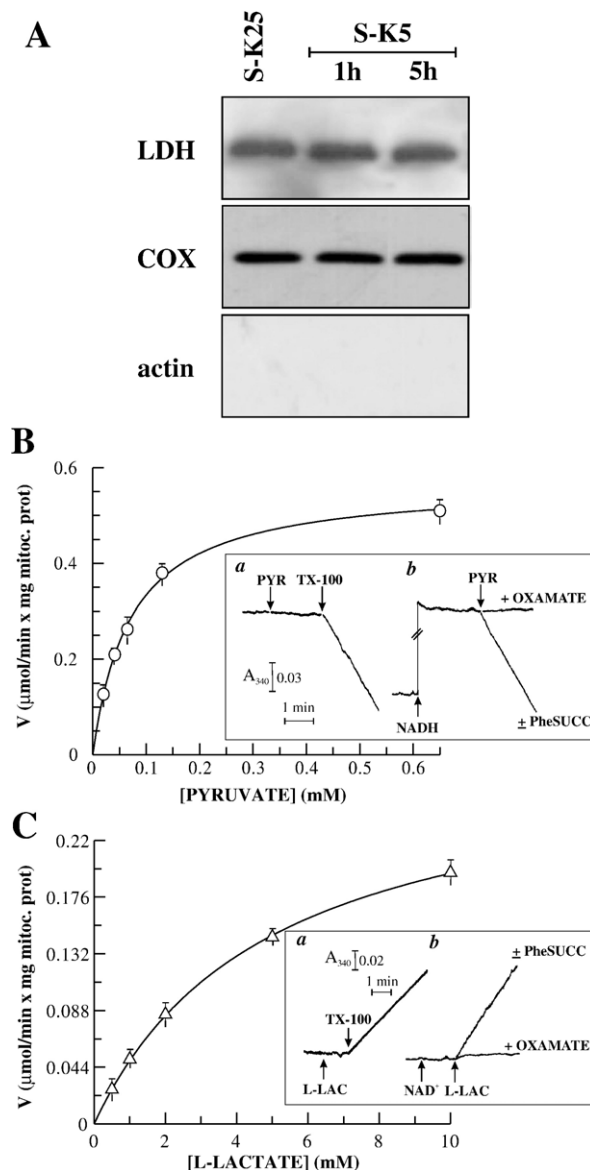 A
S-K25
S-K5
1h 5h
LDH
COX
actin
B
V (µmol/min x mg mitoc. prot)
0.6
0.4
0.2
0
0 0.1 0.2 0.3 0.4 0.5 0.6
[PYRUVATE] (mM)
a
PYR TX-100
A340 0.03
1 min
b
PYR
+ OXAMATE
NADH
± PheSUCC
C
V (µmol/min x mg mitoc. prot)
0.22
0.176
0.132
0.088
0.044
0
0 2 4 6 8 10
[L-LACTATE] (mM)
a
A340 0.02
1 min
TX-100
L-LAC
b
± PheSUCC
+ OXAMATE
NAD+ L-LAC